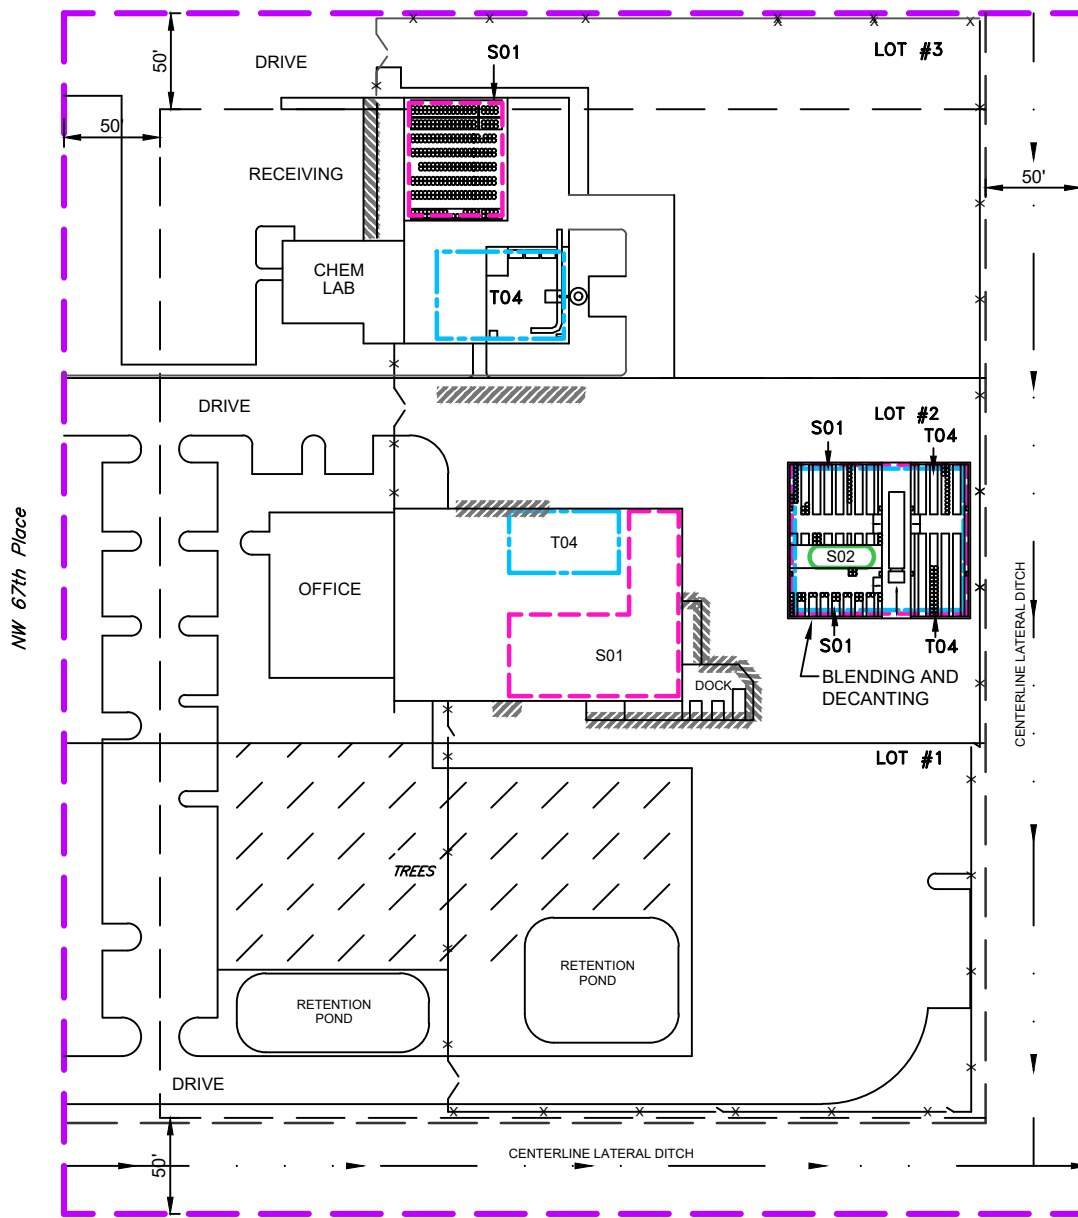 50'
DRIVE
S01
LOT #3
50'
RECEIVING
50'
CHEM
LAB
T04
DRIVE
LOT #2
S01
T04
NW 67th Place
T04
S02
OFFICE
S01
S01
T04
DOCK
BLENDING AND
DECANTING
CENTERLINE LATERAL DITCH
LOT #1
TREES
RETENTION
POND
RETENTION
POND
DRIVE
50'
CENTERLINE LATERAL DITCH